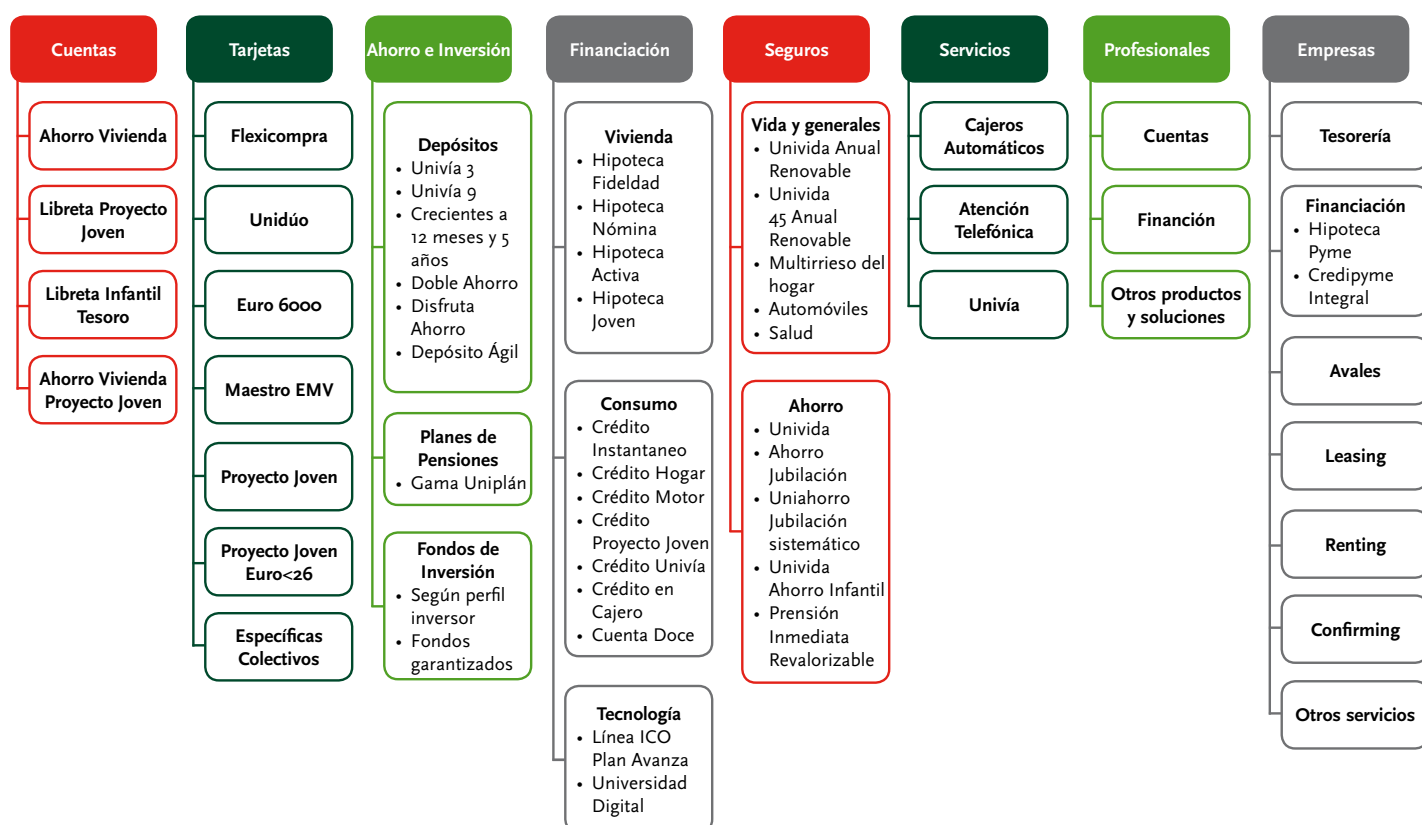 Cuentas
Ahorro Vivienda
Libreta Proyecto
Joven
Libreta Infantil
Tesoro
Ahorro Vivienda
Proyecto Joven
Tarjetas
Flexicompra
Unidúo
Euro 6000
Maestro EMV
Proyecto Joven
Proyecto Joven
Euro<26
Específicas
Colectivos
Ahorro e Inversión
Depósitos
• Univía 3
• Univía 9
• Crecientes a
12 meses y 5
años
• Doble Ahorro
• Disfruta
Ahorro
• Depósito Ágil
Planes de
Pensiones
• Gama Uniplán
Fondos de
Inversión
• Según perfil
inversor
• Fondos
garantizados
Financiación
Vivienda
• Hipoteca
Fideldad
• Hipoteca
Nómina
• Hipoteca
Activa
• Hipoteca
Joven
Consumo
• Crédito
Instantaneo
• Crédito Hogar
• Crédito Motor
• Crédito
Proyecto Joven
• Crédito Univía
• Crédito en
Cajero
• Cuenta Doce
Tecnología
• Línea ICO
Plan Avanza
• Universidad
Digital
Seguros
Vida y generales
• Univida Anual
Renovable
• Univida
45 Anual
Renovable
• Multirrieso del
hogar
• Automóviles
• Salud
Ahorro
• Univida
• Ahorro
Jubilación
• Uniahorro
Jubilación
sistemático
• Univida
Ahorro Infantil
• Prensión
Inmediata
Revalorizable
Servicios
Cajeros
Automáticos
Atención
Telefónica
Univía
Profesionales
Cuentas
Financión
Otros productos
y soluciones
Empresas
Tesorería
Financiación
• Hipoteca
Pyme
• Credipyme
Integral
Avales
Leasing
Renting
Confirming
Otros servicios